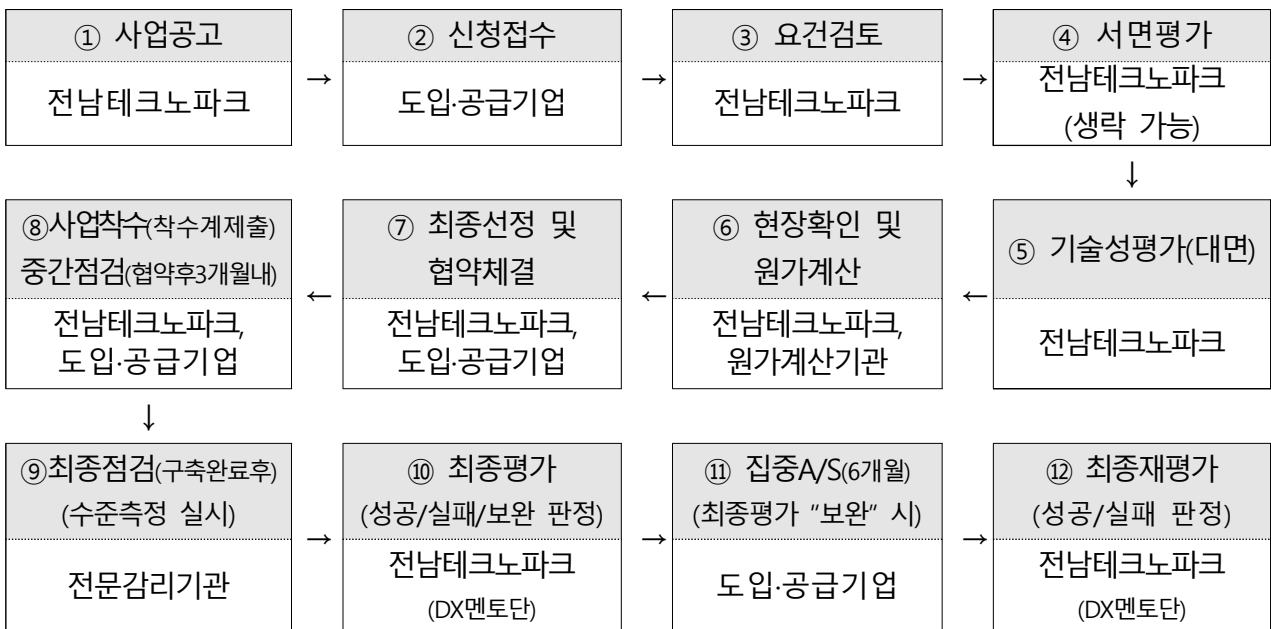 ① 사업공고
전남테크노파크
→
② 신청접수
도입·공급기업
→
③ 요건검토
전남테크노파크
→
④ 서면평가
전남테크노파크
(생략 가능)
↓
⑤ 기술성평가(대면)
전남테크노파크
←
⑥ 현장확인 및
원가계산
전남테크노파크,
원가계산기관
←
⑦ 최종선정 및
협약체결
전남테크노파크,
도입·공급기업
←
⑧사업착수(착수계제출)
중간점검(협약후3개월내)
전남테크노파크,
도입·공급기업
↓
⑨최종점검(구축완료후)
(수준측정 실시)
전문감리기관
→
⑩ 최종평가
(성공/실패/보완 판정)
전남테크노파크
(DX멘토단)
→
⑪ 집중A/S(6개월)
(최종평가 "보완" 시)
도입·공급기업
→
⑫ 최종재평가
(성공/실패 판정)
전남테크노파크
(DX멘토단)